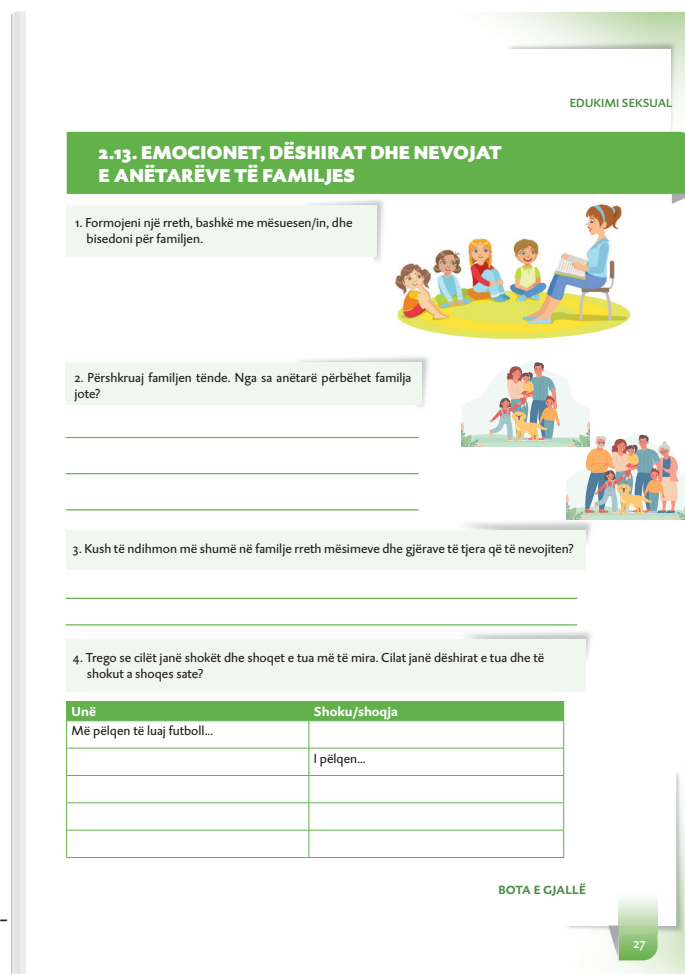 EDUKIMI SEKSUAL
2.13. EMOCIONET, DËSHIRAT DHE NEVOJAT
E ANËTARËVE TË FAMILJES
1. Formojeni një rreth, bashkë me mësuesen/in, dhe
bisedoni për familjen.
2. Përshkruaj familjen tënde. Nga sa anëtarë përbëhet familja
jote?
3. Kush të ndihmon më shumë në familje rreth mësimeve dhe gjërave të tjera që të nevojiten?
4. Trego se cilët janë shokët dhe shoqet e tua më të mira. Cilat janë dëshirat e tua dhe të
shokut a shoqes sate?
Unë Shoku/shoqja
Më pëlqen të luaj futboll...
I pëlqen...
BOTA E GJALLË
27